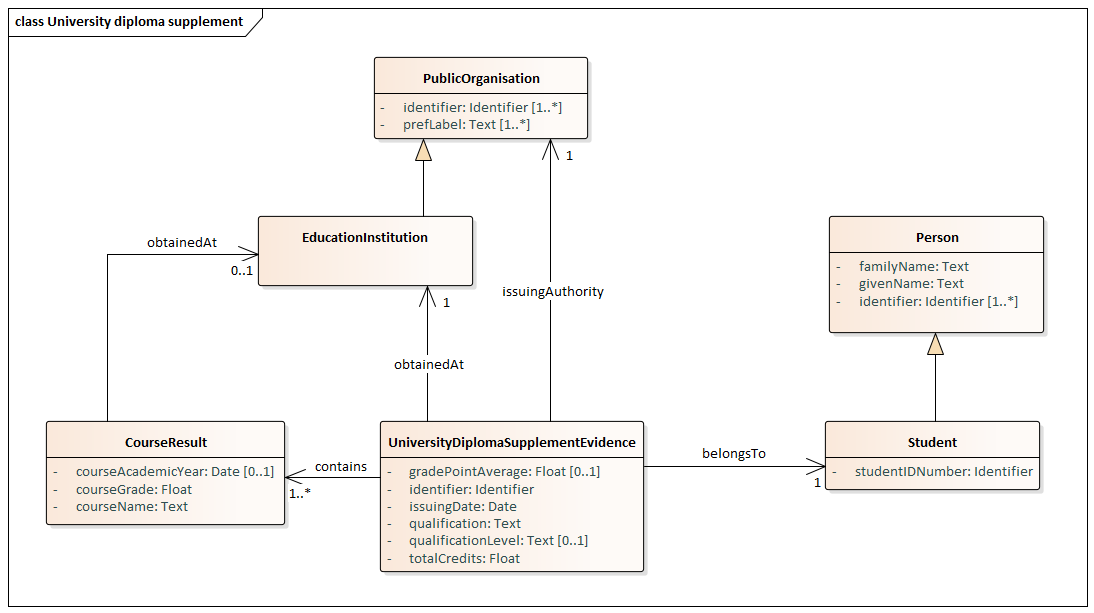 class University diploma supplement
PublicOrganisation
- identifier: Identifier [1..*]
- prefLabel: Text [1..*]
1
EducationInstitution
obtainedAt
0..1
1
issuingAuthority
Person
- familyName: Text
- givenName: Text
- identifier: Identifier [1..*]
obtainedAt
CourseResult
- courseAcademicYear: Date [0..1]
- courseGrade: Float
- courseName: Text
contains
1..*
UniversityDiplomaSupplementEvidence
- gradePointAverage: Float [0..1]
- identifier: Identifier
- issuingDate: Date
- qualification: Text
- qualificationLevel: Text [0..1]
- totalCredits: Float
belongsTo
1
Student
- studentIDNumber: Identifier